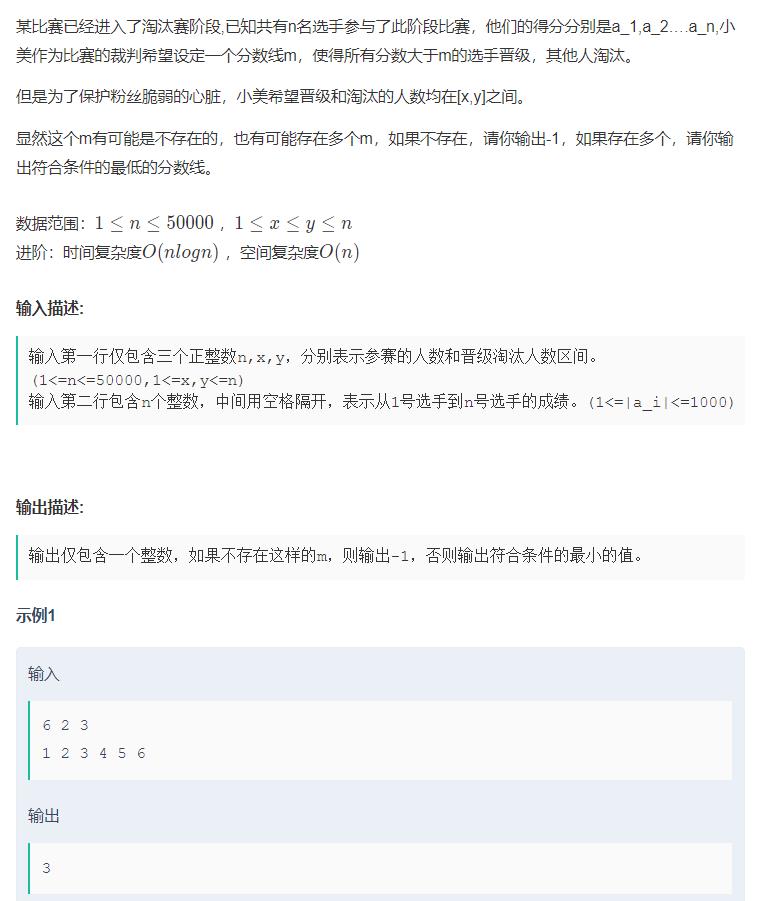 某比赛已经进入了淘汰赛阶段,已知共有n名选手参与了此阶段比赛，他们的得分分别是a_1,a_2….a_n,小
美作为比赛的裁判希望设定一个分数线m，使得所有分数大于m的选手晋级，其他人淘汰。
但是为了保护粉丝脆弱的心脏，小美希望晋级和淘汰的人数均在[x,y]之间。
显然这个m有可能是不存在的，也有可能存在多个m，如果不存在，请你输出-1，如果存在多个，请你输
出符合条件的最低的分数线。
数据范围：1 ≤ n ≤ 50000 ，1 ≤ x ≤ y ≤ n
进阶：时间复杂度O(nlogn) ，空间复杂度O(n)
输入描述:
输入第一行仅包含三个正整数n,x,y，分别表示参赛的人数和晋级淘汰人数区间。
(1<=n<=50000,1<=x,y<=n)
输入第二行包含n个整数，中间用空格隔开，表示从1号选手到n号选手的成绩。(1<=|a_i|<=1000)
输出描述:
输出仅包含一个整数，如果不存在这样的m，则输出-1，否则输出符合条件的最小的值。
示例1
输入
6 2 3
1 2 3 4 5 6
输出
3